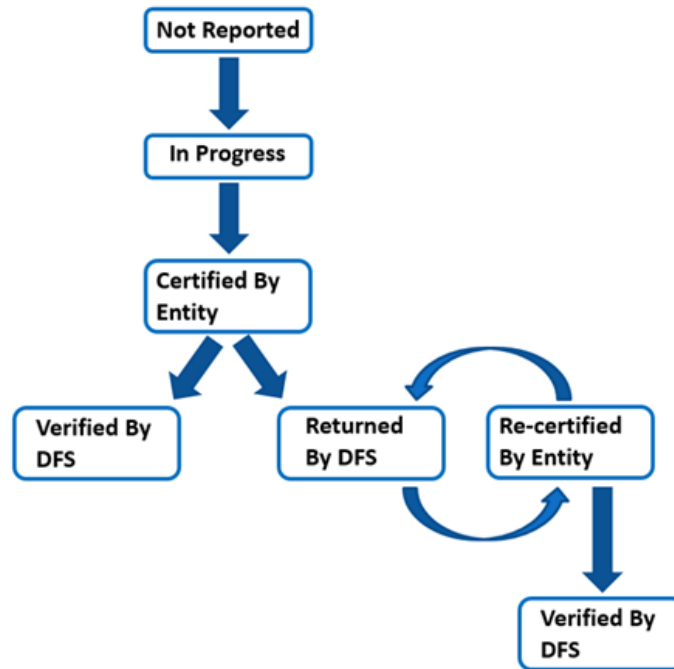 Not Reported
In Progress
Certified By
Entity
Verified By
DFS
Returned
By DFS
Re-certified
By Entity
Verified By
DFS